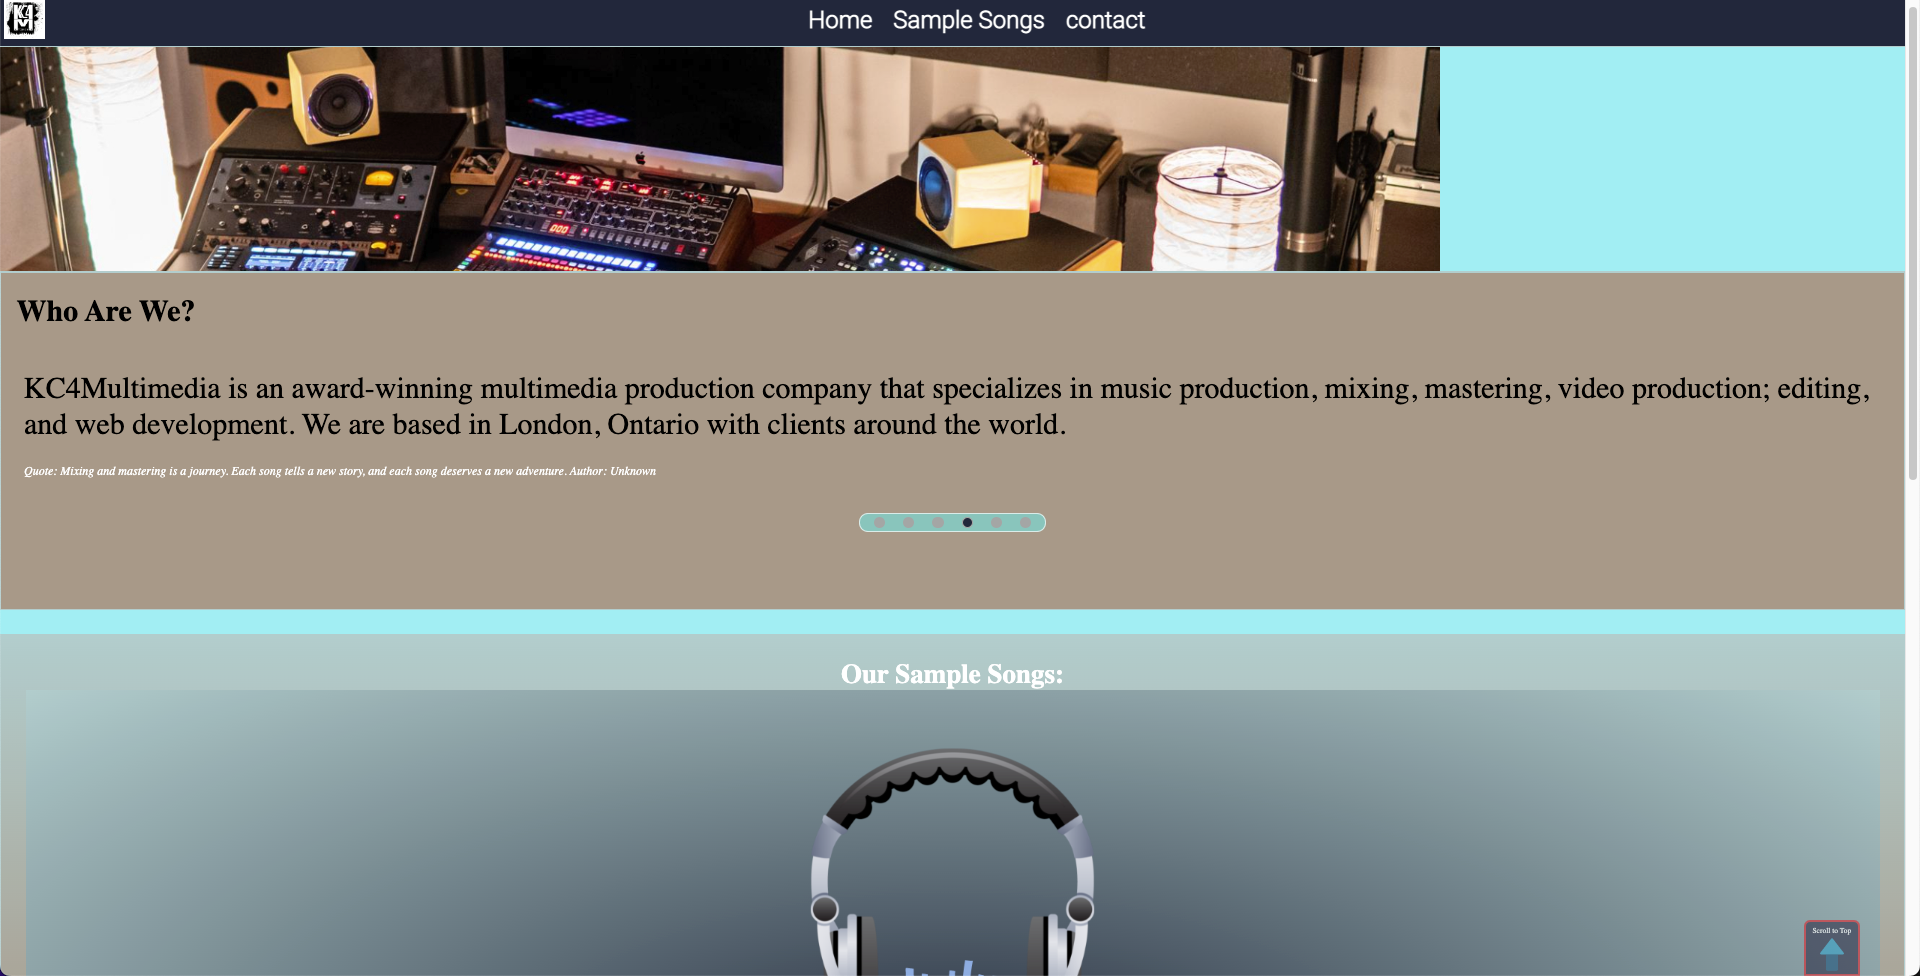 Home Sample Songs contact
Who Are We?
KC4Multimedia is an award-winning multimedia production company that specializes in music production, mixing, mastering, video production; editing,
and web development. We are based in London, Ontario with clients around the world.
Quote: Mixing and mastering is a journey. Each song tells a new story, and each song deserves a new adventure. Author: Unknown
Our Sample Songs:
Scroll to Top